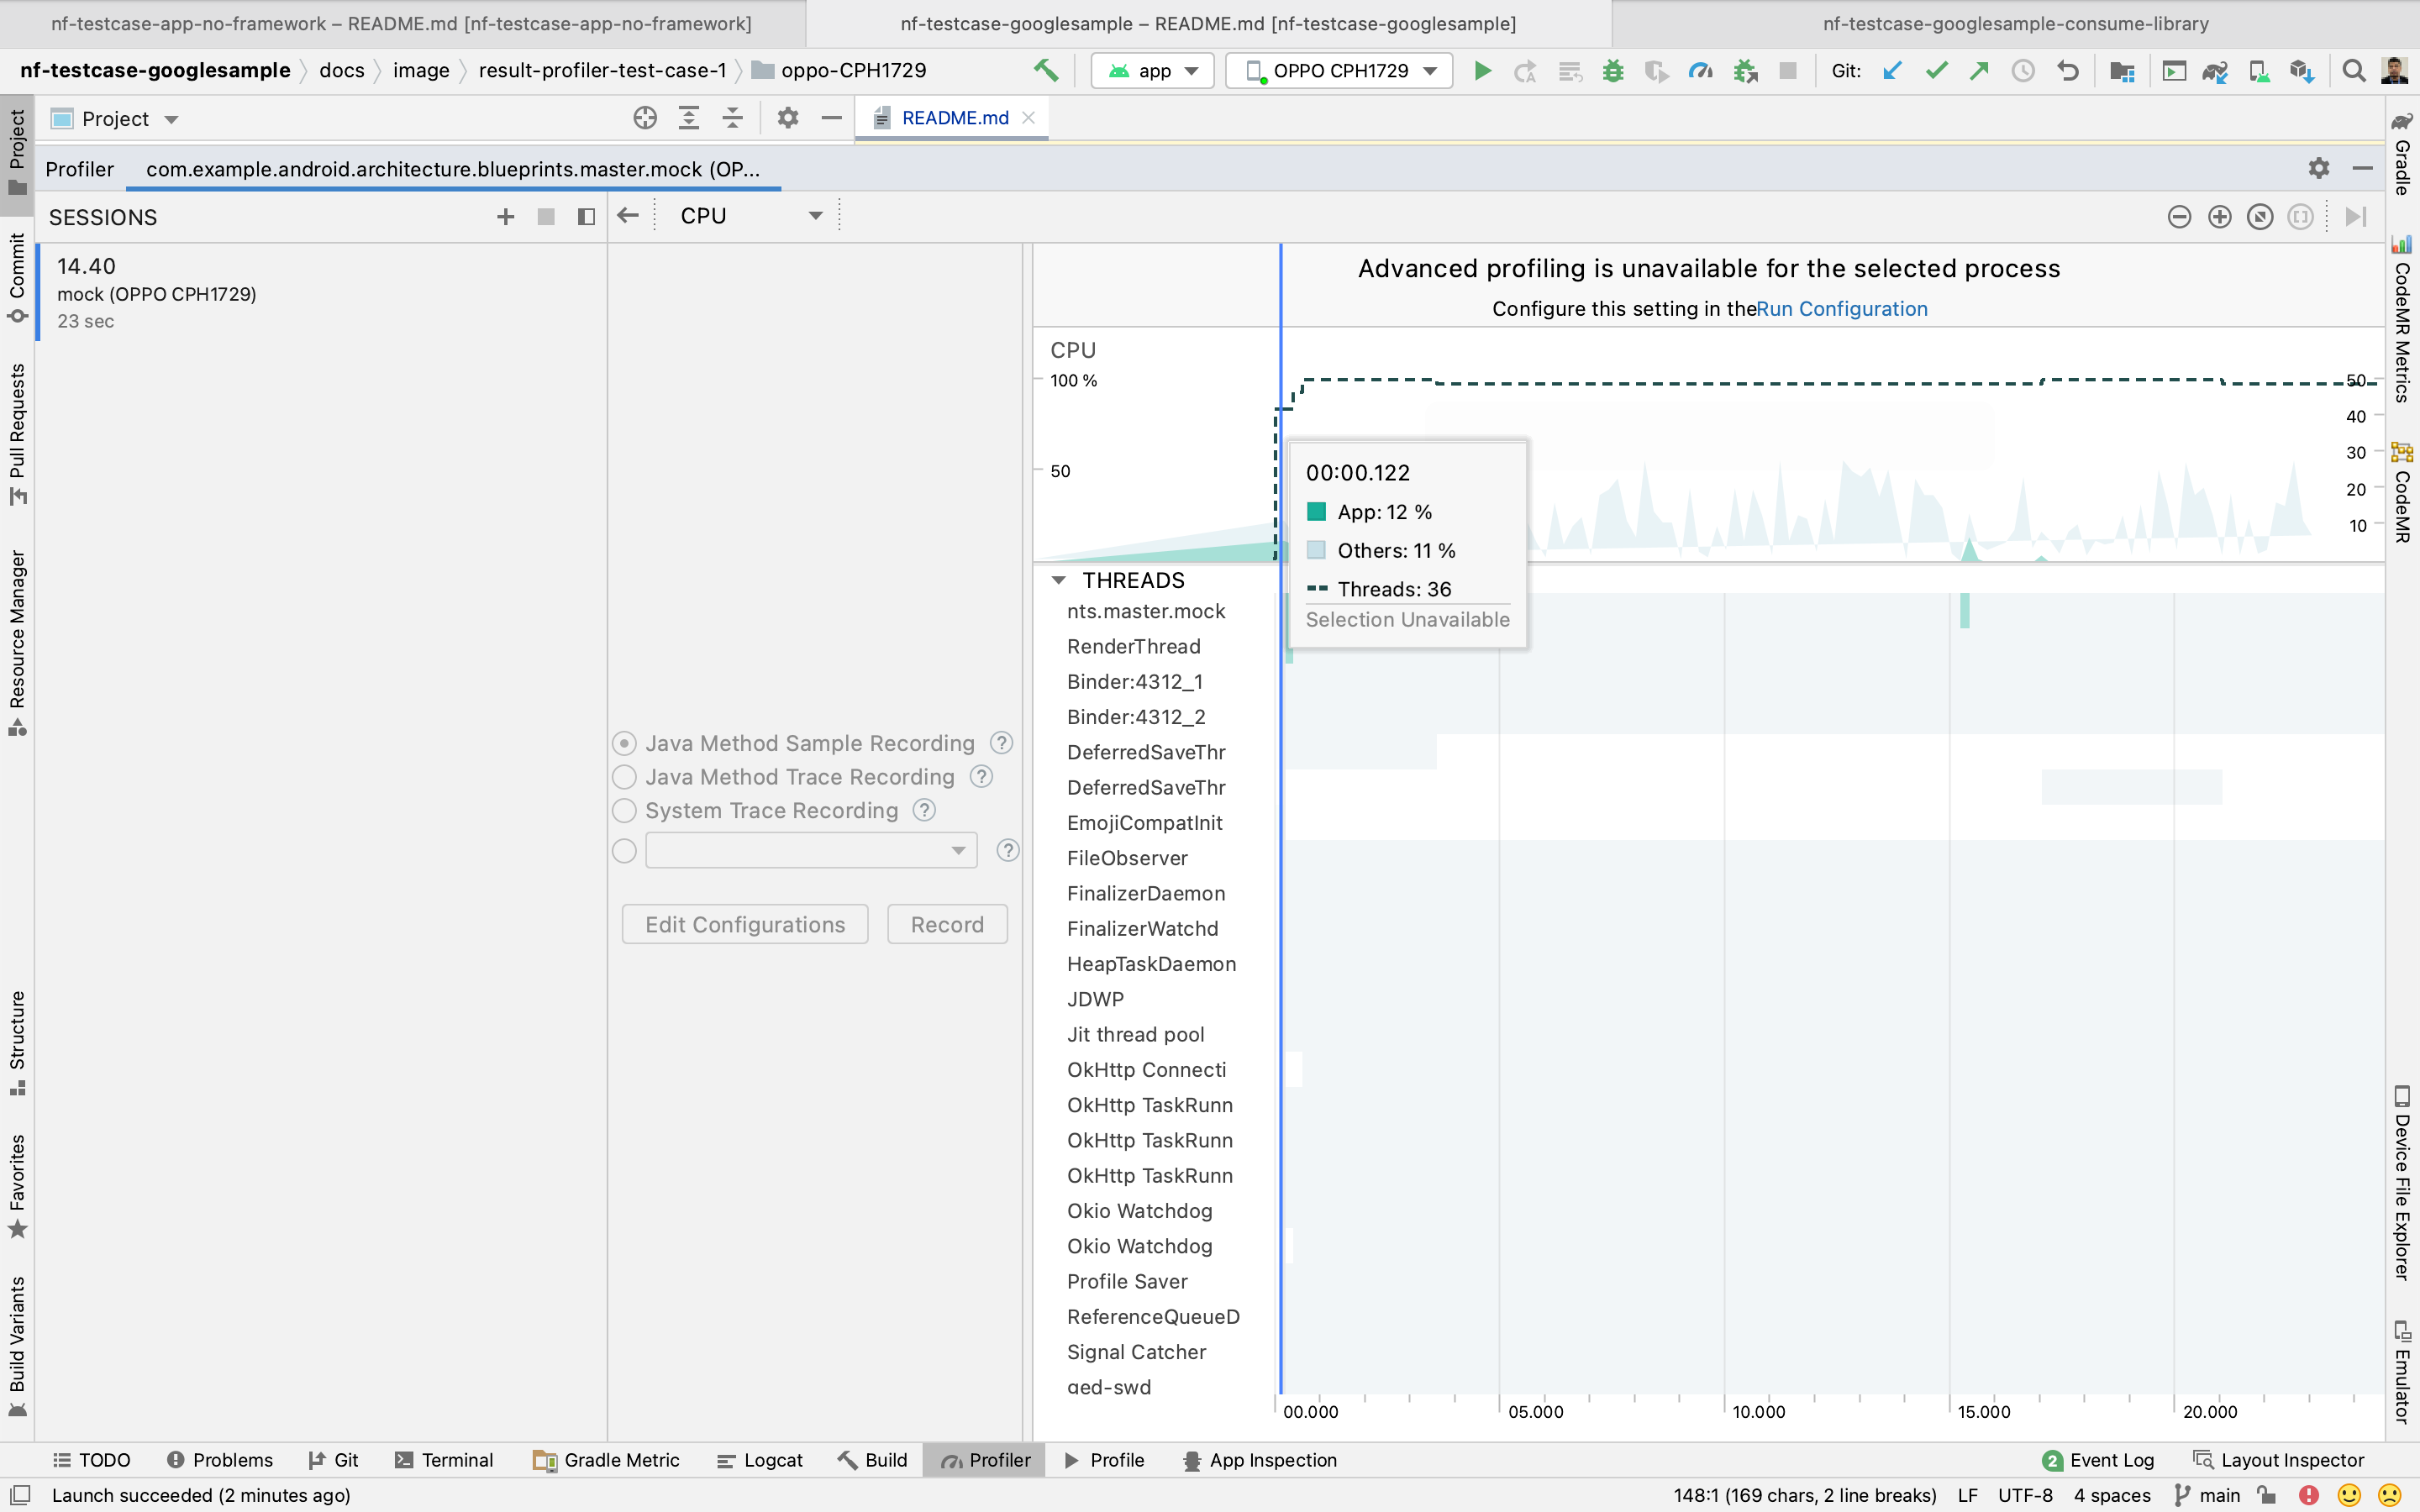 nf-testcase-app-no-framework – README.md [nf-testcase-app-no-framework]
nf-testcase-googlesample – README.md [nf-testcase-googlesample]
nf-testcase-googlesample-consume-library
nf-testcase-googlesample
docs
image
result-profiler-test-case-1
oppo-CPH1729
app
OPPO CPH1729
Git:
Project
README.md
Profiler
com.example.android.architecture.blueprints.master.mock (OP...
SESSIONS
CPU
14.40
mock (OPPO CPH1729)
23 sec
Advanced profiling is unavailable for the selected process
Configure this setting in theRun Configuration
CPU
100 %
50
50
40
30
20
10
00:00.122
App: 12 %
Others: 11 %
Threads: 36
Selection Unavailable
Java Method Sample Recording
Java Method Trace Recording
System Trace Recording
Edit Configurations
Record
THREADS
nts.master.mock
RenderThread
Binder:4312_1
Binder:4312_2
DeferredSaveThr
DeferredSaveThr
EmojiCompatInit
FileObserver
FinalizerDaemon
FinalizerWatchd
HeapTaskDaemon
JDWP
Jit thread pool
OkHttp Connecti
OkHttp TaskRunn
OkHttp TaskRunn
OkHttp TaskRunn
Okio Watchdog
Okio Watchdog
Profile Saver
ReferenceQueueD
Signal Catcher
ged-swd
00.000
05.000
10.000
15.000
20.000
Project
Commit
Pull Requests
Resource Manager
Structure
Favorites
Build Variants
Gradle
CodeMR Metrics
CodeMR
Device File Explorer
Emulator
TODO
Problems
Git
Terminal
Gradle Metric
Logcat
Build
Profiler
Profile
App Inspection
2 Event Log
Layout Inspector
Launch succeeded (2 minutes ago)
148:1 (169 chars, 2 line breaks)
LF
UTF-8
4 spaces
main